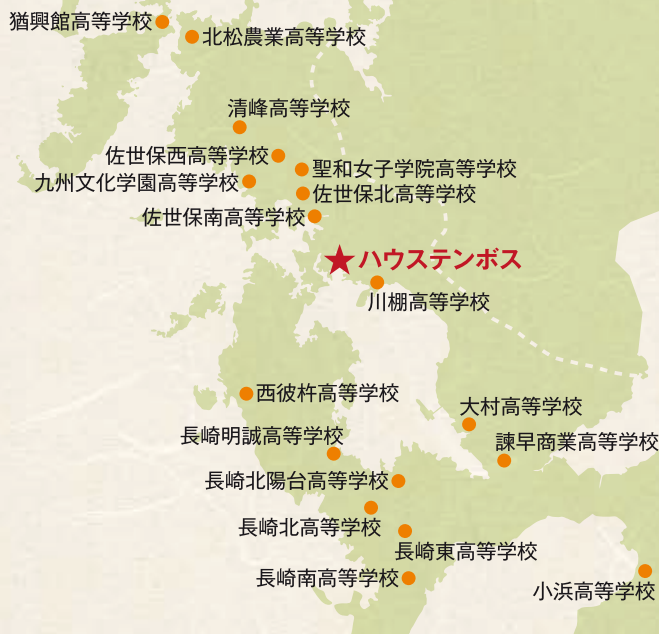 猶興館高等学校
北松農業高等学校
清峰高等学校
佐世保西高等学校
聖和女子学院高等学校
九州文化学園高等学校
佐世保北高等学校
佐世保南高等学校
ハウステンボス
川棚高等学校
西彼杵高等学校
大村高等学校
長崎明誠高等学校
諫早商業高等学校
長崎北陽台高等学校
長崎北高等学校
長崎東高等学校
長崎南高等学校
小浜高等学校